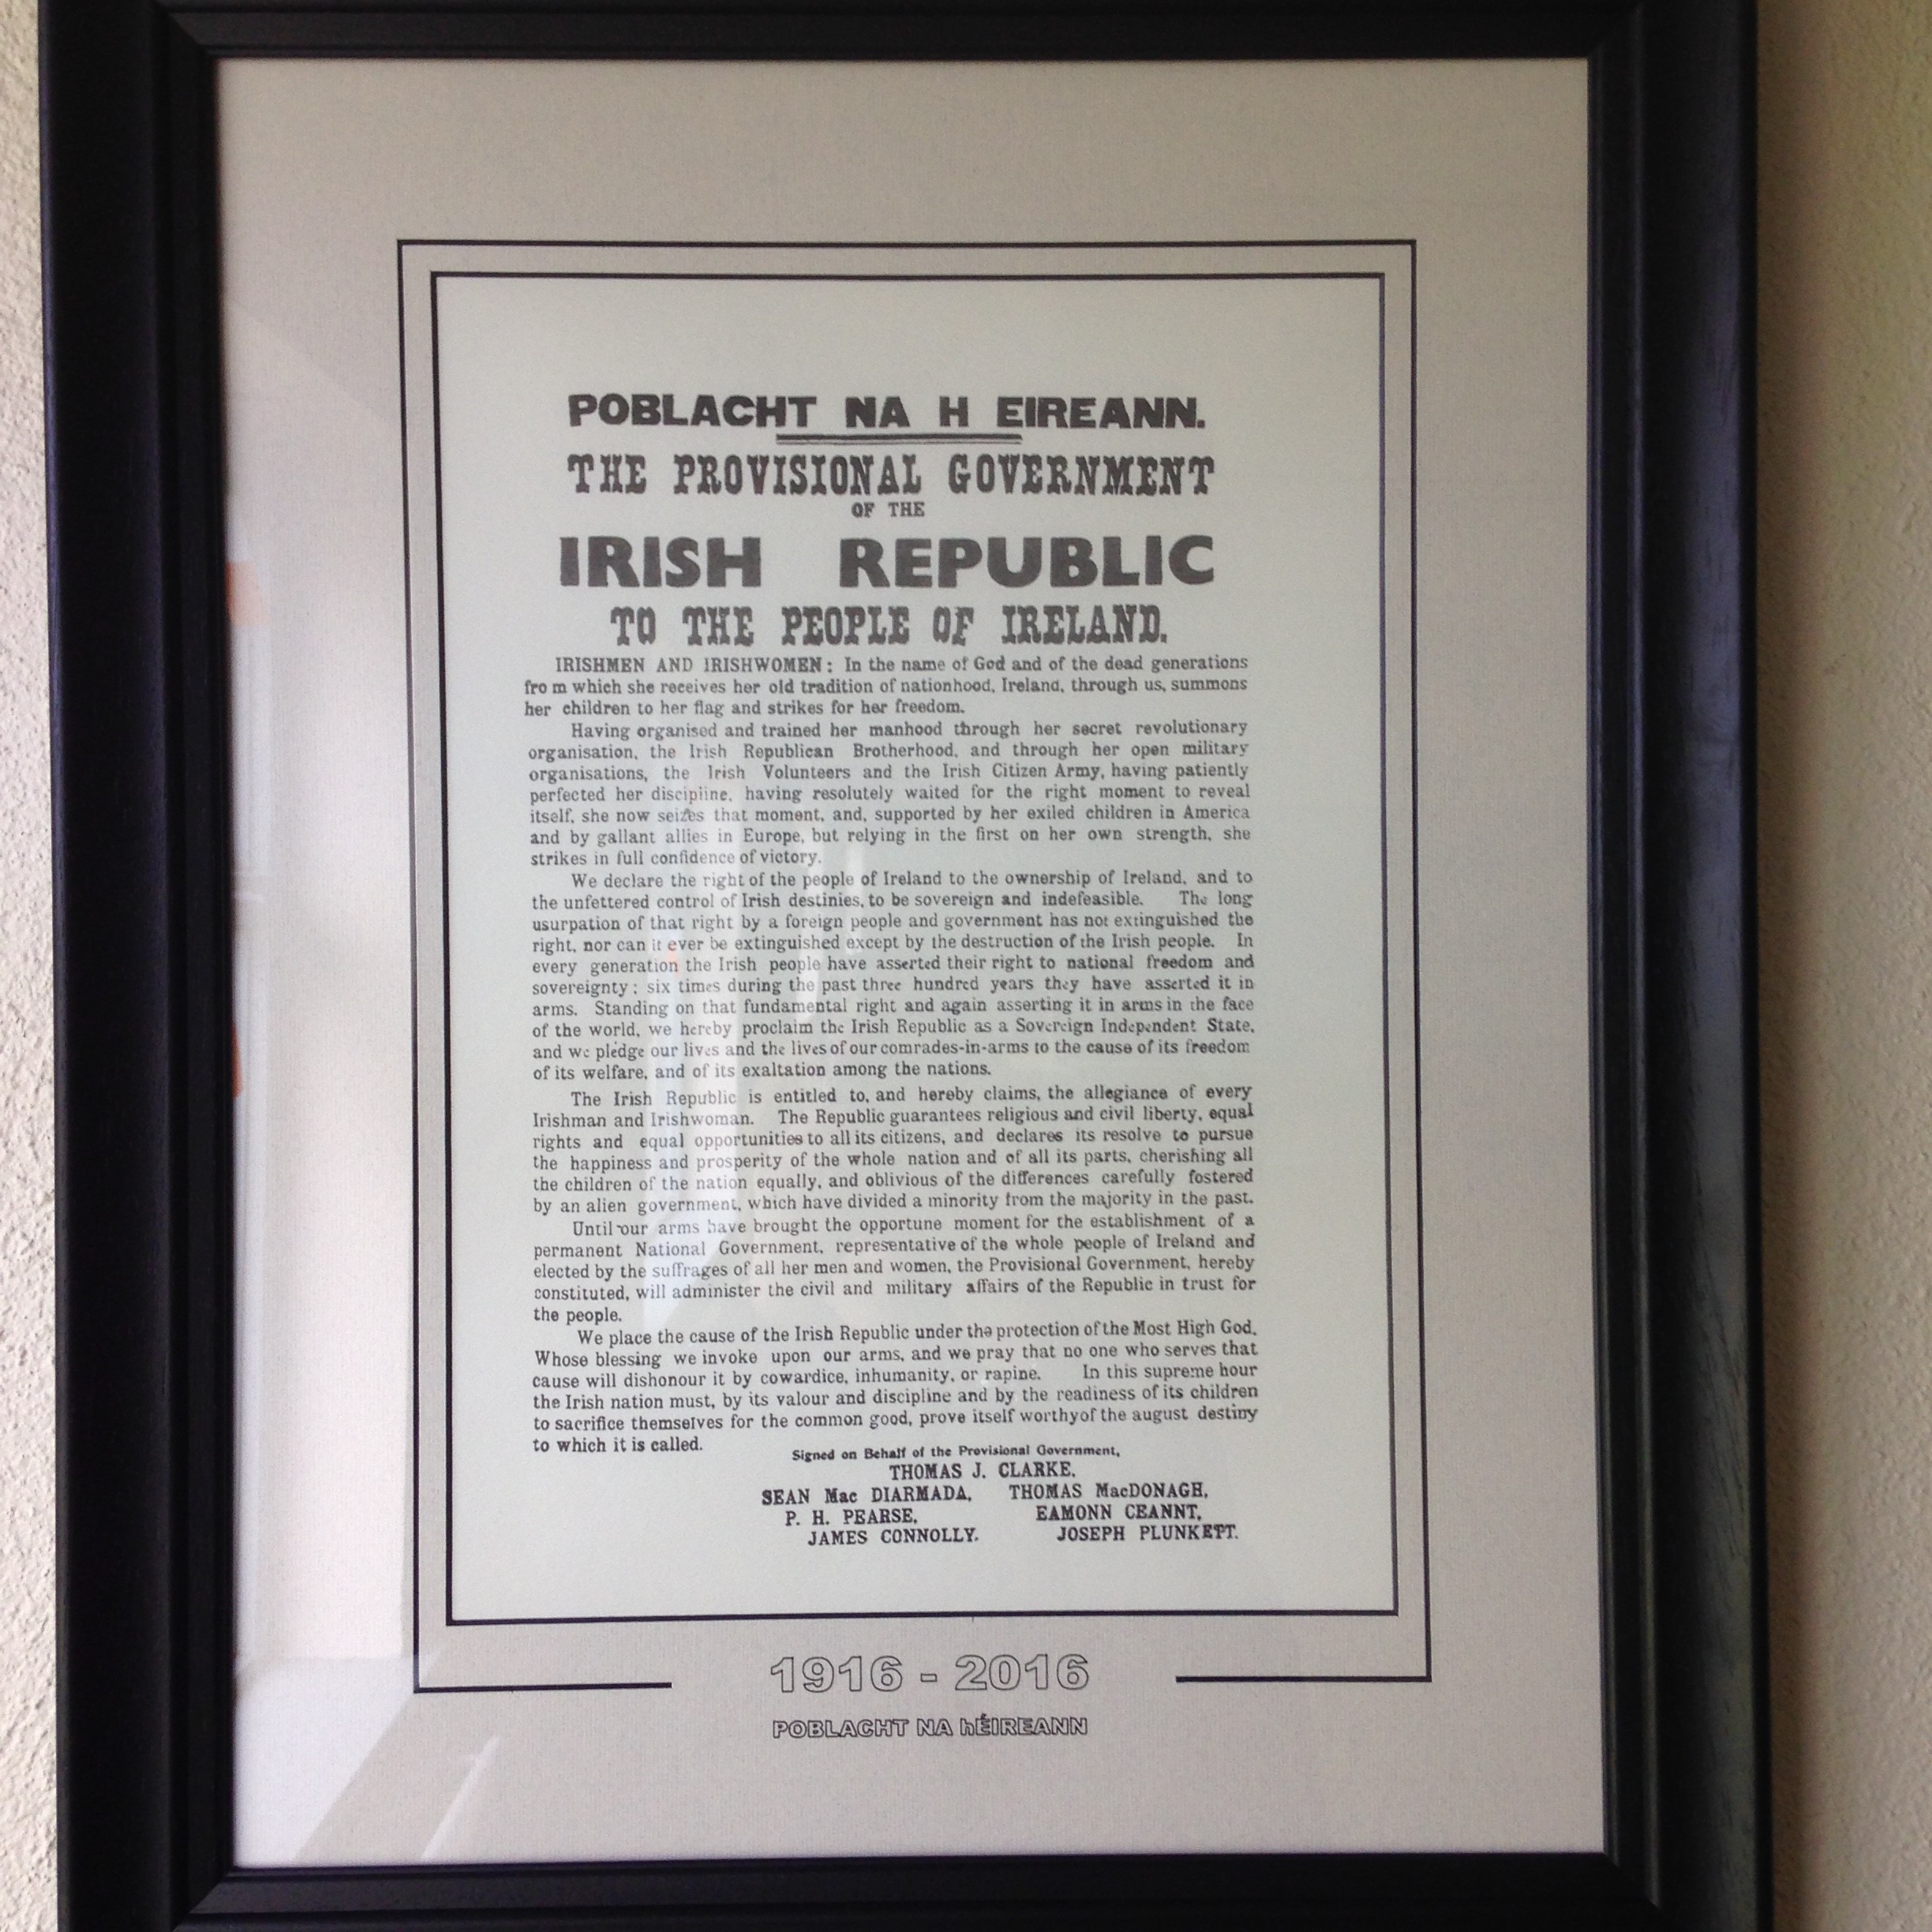 POBLACHT NA H EIREANN.
THE PROVISIONAL GOVERNMENT
OF THE
IRISH REPUBLIC
TO THE PEOPLE OF IRELAND.
IRISHMEN AND IRISHWOMEN : In the name of God and of the dead generations
fro m which she receives her old tradition of nationhood, Ireland, through us, summons
her children to her flag and strikes for her freedom.
Having organised and trained her manhood through her secret revolutionary
organisation, the Irish Republican Brotherhood, and through her open military
organisations, the Irish Volunteers and the Irish Citizen Army, having patiently
perfected her discipline, having resolutely waited for the right moment to reveal
itself, she now seizes that moment, and, supported by her exiled children in America
and by gallant allies in Europe, but relying in the first on her own strength, she
strikes in full confidence of victory.
We declare the right of the people of Ireland to the ownership of Ireland, and to
the unfettered control of Irish destinies, to be sovereign and indefeasible. The long
usurpation of that right by a foreign people and government has not extinguished the
right, nor can it ever be extinguished except by the destruction of the Irish people. In
every generation the Irish people have asserted their right to national freedom and
sovereignty ; six times during the past three hundred years they have asserted it in
arms. Standing on that fundamental right and again asserting it in arms in the face
of the world, we hereby proclaim the Irish Republic as a Sovereign Independent State,
and we pledge our lives and the lives of our comrades-in-arms to the cause of its freedom
of its welfare, and of its exaltation among the nations.
The Irish Republic is entitled to, and hereby claims, the allegiance of every
Irishman and Irishwoman. The Republic guarantees religious and civil liberty, equal
rights and equal opportunities to all its citizens, and declares its resolve to pursue
the happiness and prosperity of the whole nation and of all its parts, cherishing all
the children of the nation equally, and oblivious of the differences carefully fostered
by an alien government, which have divided a minority from the majority in the past.
Until our arms have brought the opportune moment for the establishment of a
permanent National Government, representative of the whole people of Ireland and
elected by the suffrages of all her men and women, the Provisional Government, hereby
constituted, will administer the civil and military affairs of the Republic in trust for
the people.
We place the cause of the Irish Republic under the protection of the Most High God,
Whose blessing we invoke upon our arms, and we pray that no one who serves that
cause will dishonour it by cowardice, inhumanity, or rapine. In this supreme hour
the Irish nation must, by its valour and discipline and by the readiness of its children
to sacrifice themselves for the common good, prove itself worthy of the august destiny
to which it is called.
Signed on Behalf of the Provisional Government,
THOMAS J. CLARKE,
SEAN Mac DIARMADA, THOMAS MacDONAGH,
P. H. PEARSE, EAMONN CEANNT,
JAMES CONNOLLY. JOSEPH PLUNKETT.
1916 - 2016
POBLACHT NA hÉIREANN